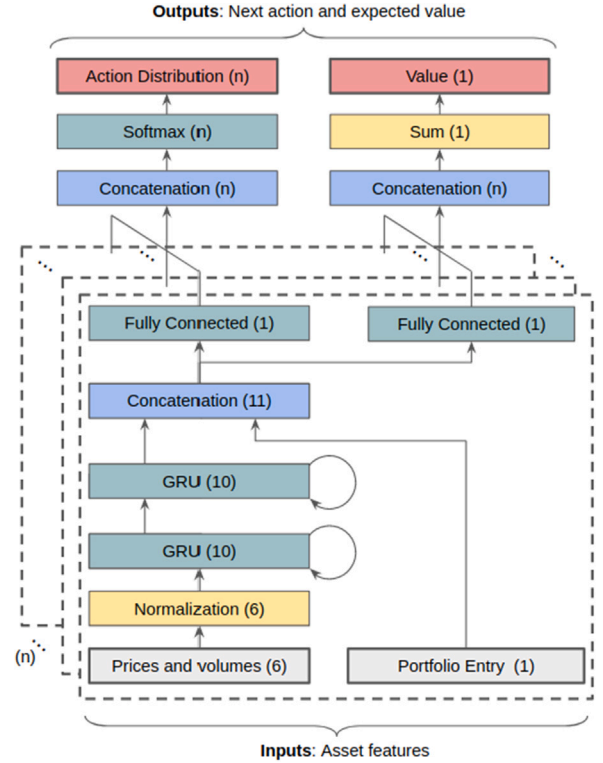 Outputs: Next action and expected value
Action Distribution (n)
Value (1)
Softmax (n)
Sum (1)
Concatenation (n)
Concatenation (n)
...
...
...
...
Fully Connected (1)
Fully Connected (1)
Concatenation (11)
GRU (10)
GRU (10)
Normalization (6)
...
(n)
Prices and volumes (6)
Portfolio Entry (1)
Inputs: Asset features